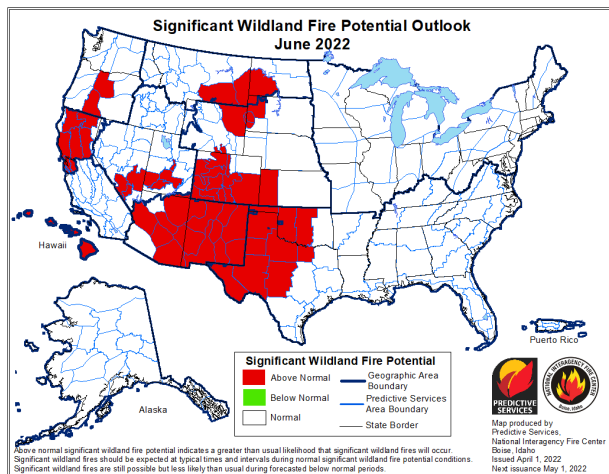 Significant Wildland Fire Potential Outlook
June 2022
Hawaii
Alaska
Puerto Rico
Significant Wildland Fire Potential
Above Normal
Below Normal
Normal
Geographic Area
Boundary
Predictive Services
Area Boundary
State Border
PREDICTIVE
SERVICES
NATIONAL INTERAGENCY FIRE CENTER
Boise, Idaho
Map produced by
Predictive Services,
National Interagency Fire Center
Boise, Idaho
Issued April 1, 2022
Next issuance May 1, 2022
Above normal significant wildland fire potential indicates a greater than usual likelihood that significant wildland fires will occur.
Significant wildland fires should be expected at typical times and intervals during normal significant wildland fire potential conditions.
Significant wildland fires are still possible but less likely than usual during forecasted below normal periods.